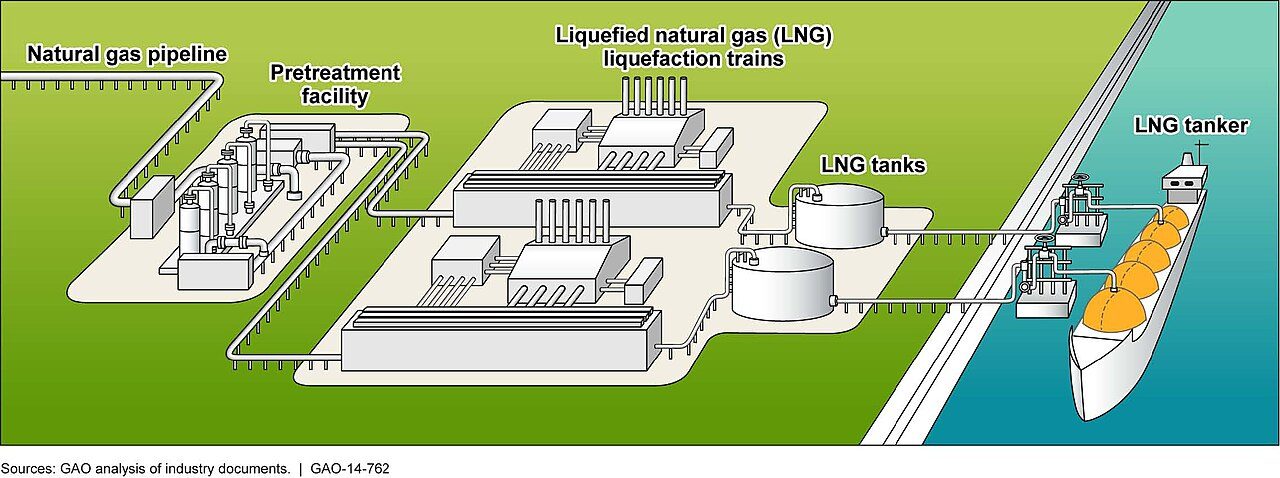 Natural gas pipeline
Pretreatment
facility
Liquefied natural gas (LNG)
liquefaction trains
LNG tanks
LNG tanker
Sources: GAO analysis of industry documents. | GAO-14-762